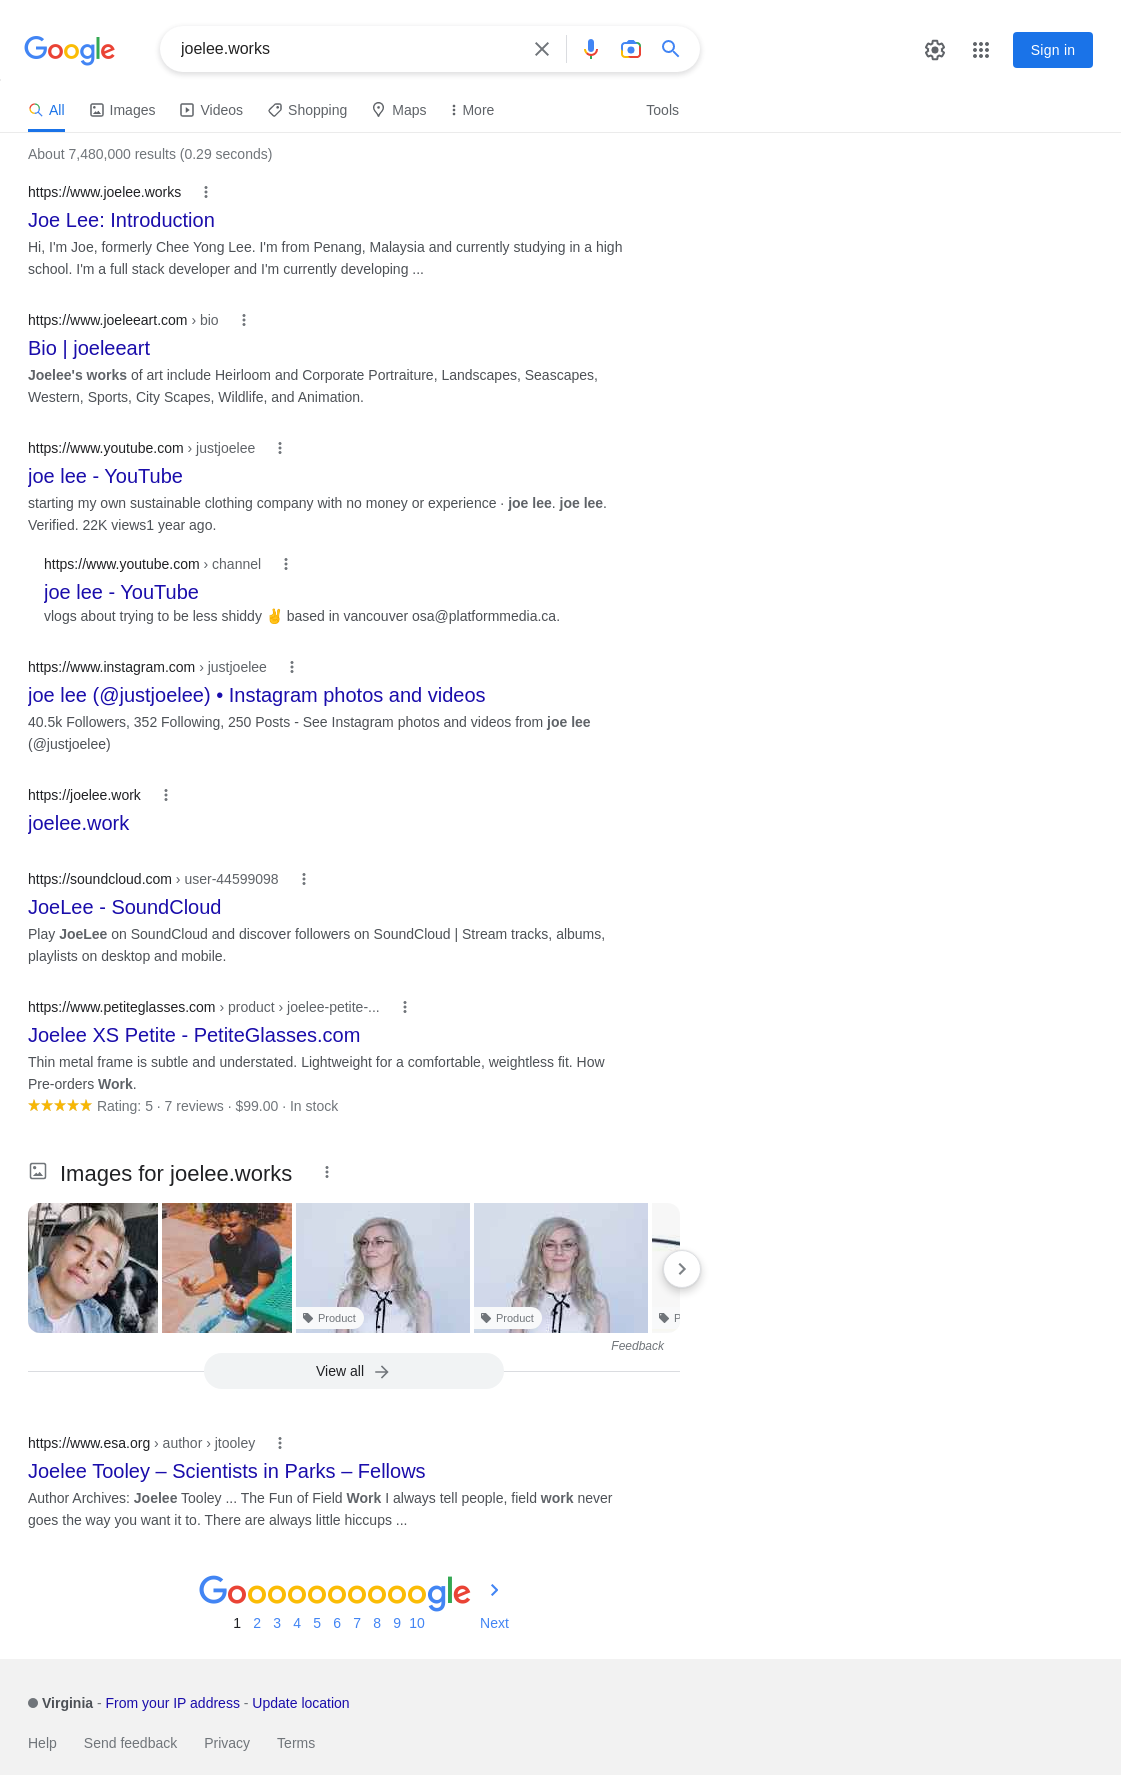 Google
joelee.works
Sign in
All
Images
Videos
Shopping
Maps
More
Tools
About 7,480,000 results (0.29 seconds)
https://www.joelee.works
Joe Lee: Introduction
Hi, I'm Joe, formerly Chee Yong Lee. I'm from Penang, Malaysia and currently studying in a high
school. I'm a full stack developer and I'm currently developing ...
https://www.joeleeart.com › bio
Bio | joeleeart
Joelee's works of art include Heirloom and Corporate Portraiture, Landscapes, Seascapes,
Western, Sports, City Scapes, Wildlife, and Animation.
https://www.youtube.com › justjoelee
joe lee - YouTube
starting my own sustainable clothing company with no money or experience · joe lee. joe lee.
Verified. 22K views1 year ago.
https://www.youtube.com › channel
joe lee - YouTube
vlogs about trying to be less shiddy ✌ based in vancouver osa@platformmedia.ca.
https://www.instagram.com › justjoelee
joe lee (@justjoelee) • Instagram photos and videos
40.5k Followers, 352 Following, 250 Posts - See Instagram photos and videos from joe lee
(@justjoelee)
https://joelee.work
joelee.work
https://soundcloud.com › user-44599098
JoeLee - SoundCloud
Play JoeLee on SoundCloud and discover followers on SoundCloud | Stream tracks, albums,
playlists on desktop and mobile.
https://www.petiteglasses.com › product › joelee-petite-...
Joelee XS Petite - PetiteGlasses.com
Thin metal frame is subtle and understated. Lightweight for a comfortable, weightless fit. How
Pre-orders Work.
Rating: 5 · 7 reviews · $99.00 · In stock
Images for joelee.works
Product
Product
P
Feedback
View all
https://www.esa.org › author › jtooley
Joelee Tooley – Scientists in Parks – Fellows
Author Archives: Joelee Tooley ... The Fun of Field Work I always tell people, field work never
goes the way you want it to. There are always little hiccups ...
Goooooooooogle
1 2 3 4 5 6 7 8 9 10 Next
Virginia - From your IP address - Update location
Help Send feedback Privacy Terms